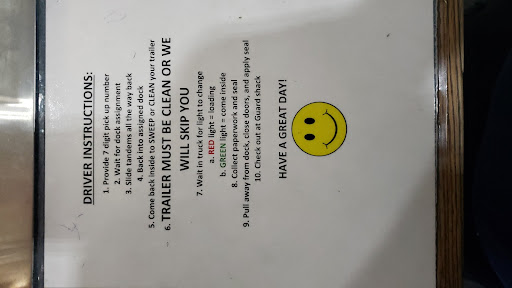 DRIVER INSTRUCTIONS:
1. Provide 7 digit pick up number
2. Wait for dock assignment
3. Slide tandems all the way back
4. Back into assigned dock
5. Come back inside to SWEEP or CLEAN your trailer
6. TRAILER MUST BE CLEAN OR WE
WILL SKIP YOU
7. Wait in truck for light to change
a. RED light = loading
b. GREEN light = come inside
8. Collect paperwork and seal
9. Pull away from dock, close doors, and apply seal
10. Check out at Guard shack
HAVE A GREAT DAY!